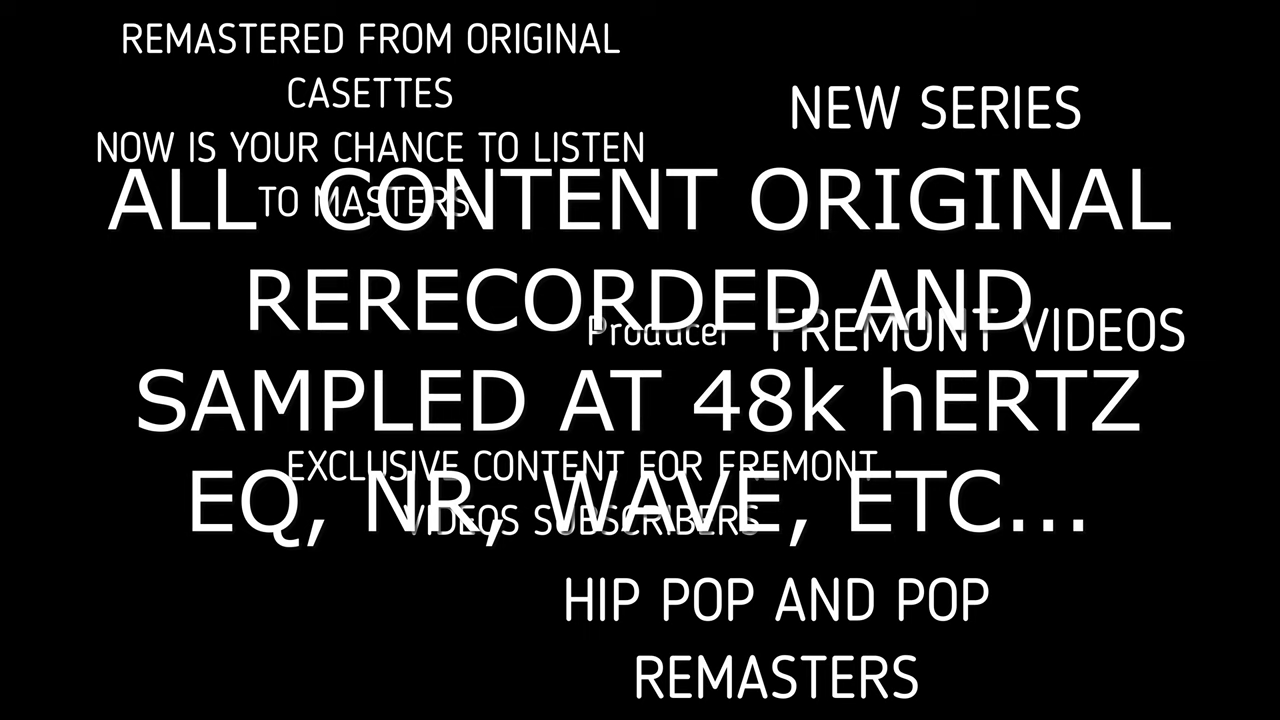 REMASTERED FROM ORIGINAL
CASETTES
NOW IS YOUR CHANCE TO LISTEN
TO MASTERS
NEW SERIES
ALL CONTENT ORIGINAL
RERECORDED AND
SAMPLED AT 48k hERTZ
EQ, NR, WAVE, ETC...
Producer
FREMONT VIDEOS
EXCLUSIVE CONTENT FOR FREMONT
VIDEOS SUBSCRIBERS
HIP POP AND POP
REMASTERS